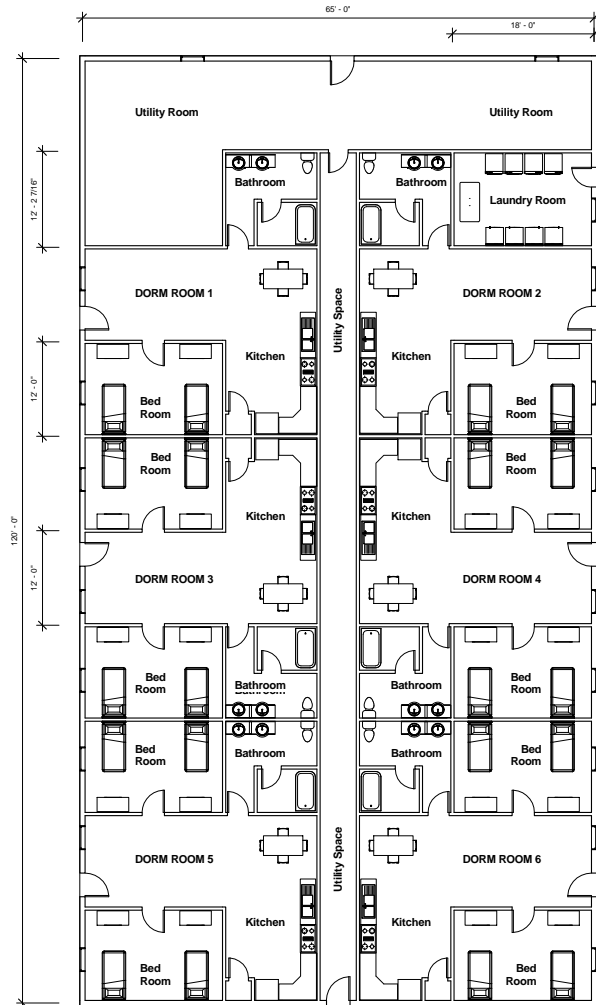 65' - 0"
18' - 0"
Utility Room
Utility Room
Bathroom
Bathroom
12' - 2 7/16"
Laundry Room
DORM ROOM 1
DORM ROOM 2
Utility Space
Kitchen
Kitchen
12' - 0"
Bed
Room
Bed
Room
Bed
Room
Bed
Room
Kitchen
Kitchen
120' - 0"
12' - 0"
DORM ROOM 3
DORM ROOM 4
Bed
Room
Bathroom
Bathroom
Bathroom
Bed
Room
Bed
Room
Bathroom
Bathroom
Bed
Room
DORM ROOM 5
DORM ROOM 6
Utility Space
Kitchen
Kitchen
Bed
Room
Bed
Room